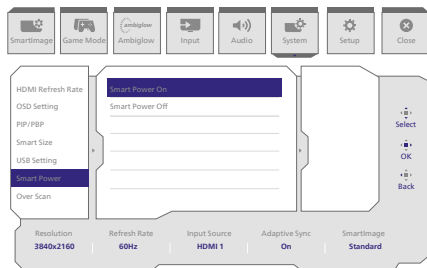 SmartImage
Game Mode
ambiglow
Ambiglow
Input
Audio
System
Setup
Close
HDMI Refresh Rate
OSD Setting
PIP/PBP
Smart Size
USB Setting
Smart Power
Over Scan
Smart Power On
Smart Power Off
Select
OK
Back
Resolution
Refresh Rate
Input Source
Adaptive Sync
SmartImage
3840x2160
60Hz
HDMI 1
On
Standard